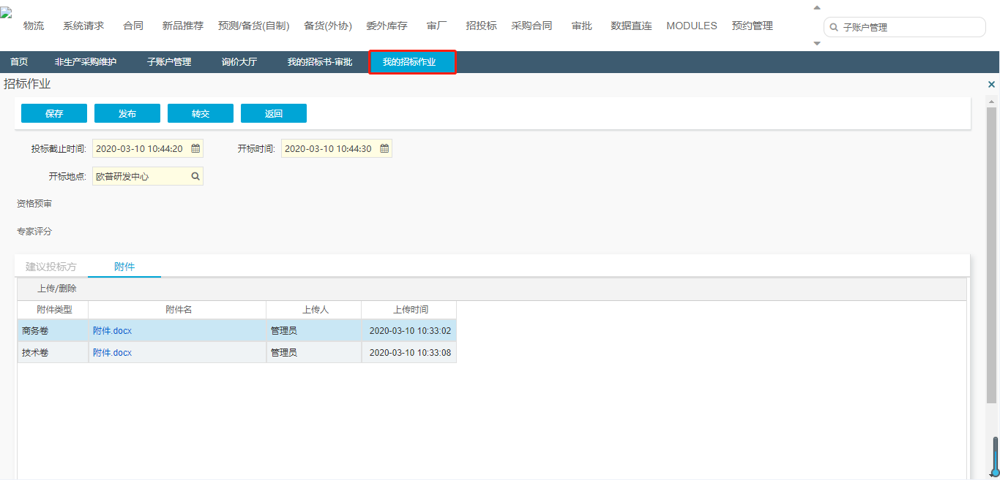 物流 系统请求 合同 新品推荐 预测/备货(自制) 备货(外协) 委外库存 审厂 招投标 采购合同 审批 数据直连 MODULES 预约管理 子账户管理
首页 非生产采购维护 子账户管理 询价大厅 我的招标书-审批 我的招标作业
招标作业
保存 发布 转交 返回
投标截止时间: 2020-03-10 10:44:20 开标时间: 2020-03-10 10:44:30
开标地点: 欧普研发中心
资格预审
专家评分
建议投标方 附件
上传/删除
附件类型 附件名 上传人 上传时间
商务卷 附件.docx 管理员 2020-03-10 10:33:02
技术卷 附件.docx 管理员 2020-03-10 10:33:08